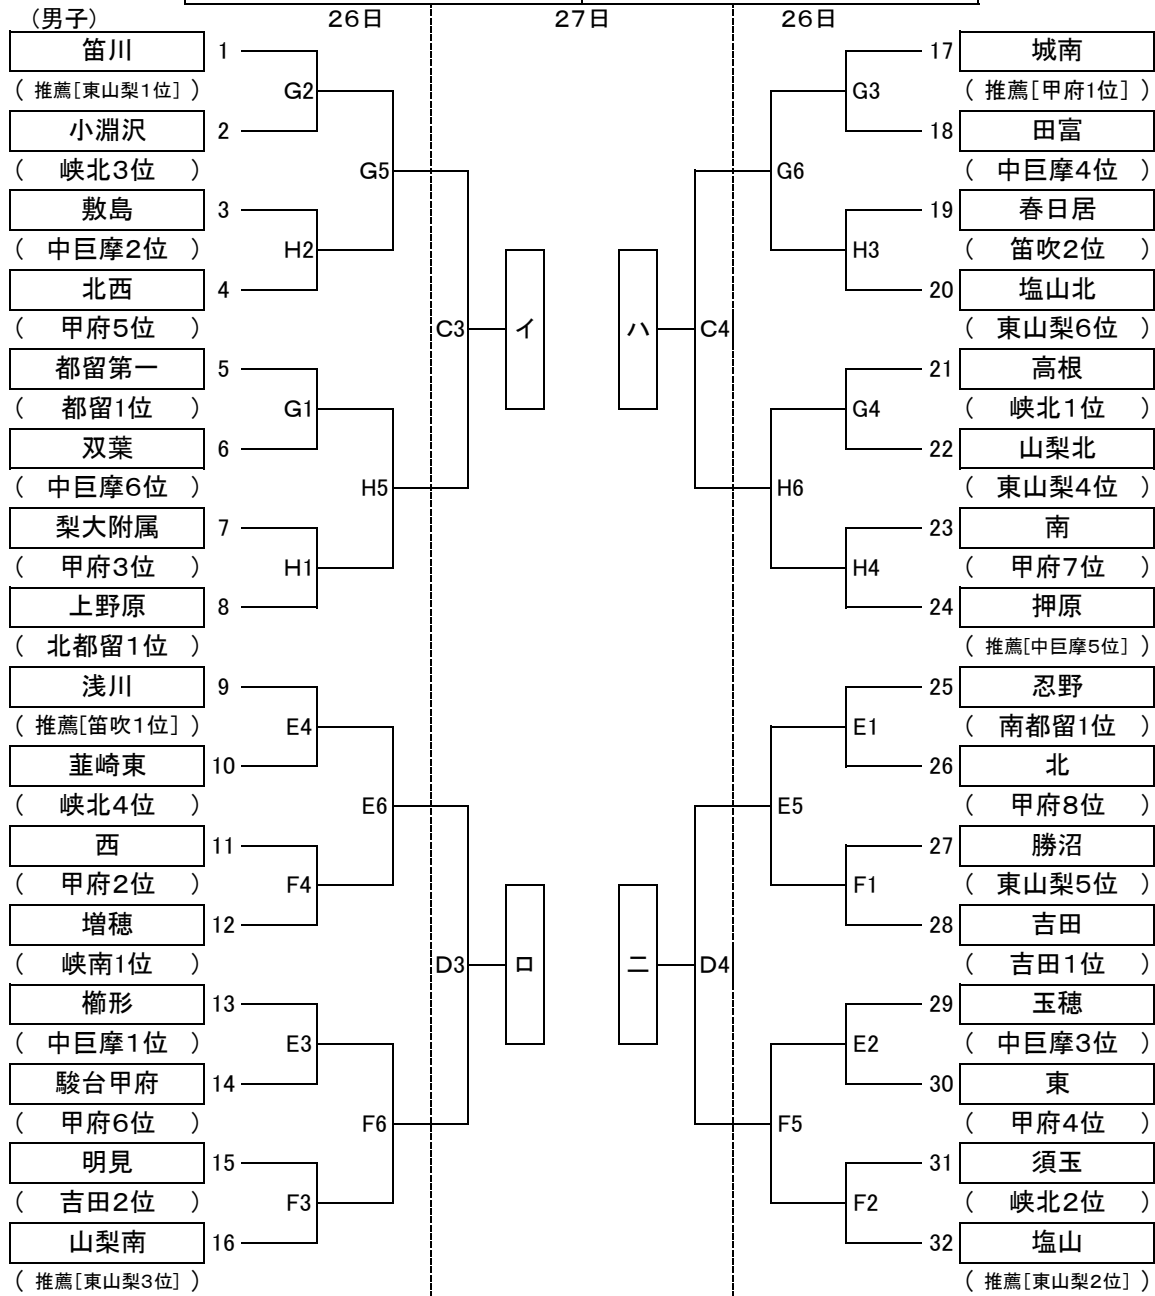 （男子）
26日
27日
26日
笛川 1
（ 推薦[東山梨1位] ）
G2
小淵沢 2
（ 峡北3位 ）
G5
敷島 3
（ 中巨摩2位 ）
H2
北西 4
（ 甲府5位 ）
C3
イ
都留第一 5
（ 都留1位 ）
G1
双葉 6
（ 中巨摩6位 ）
H5
梨大附属 7
（ 甲府3位 ）
H1
上野原 8
（ 北都留1位 ）
浅川 9
（ 推薦[笛吹1位] ）
E4
韮崎東 10
（ 峡北4位 ）
E6
西 11
（ 甲府2位 ）
F4
増穂 12
（ 峡南1位 ）
D3
ロ
櫛形 13
（ 中巨摩1位 ）
E3
駿台甲府 14
（ 甲府6位 ）
F6
明見 15
（ 吉田2位 ）
F3
山梨南 16
（ 推薦[東山梨3位] ）
17 城南
G3
（ 推薦[甲府1位] ）
18 田富
G6
（ 中巨摩4位 ）
19 春日居
H3
（ 笛吹2位 ）
20 塩山北
ハ
C4
（ 東山梨6位 ）
21 高根
G4
（ 峡北1位 ）
22 山梨北
H6
（ 東山梨4位 ）
23 南
H4
（ 甲府7位 ）
24 押原
（ 推薦[中巨摩5位] ）
25 忍野
E1
（ 南都留1位 ）
26 北
E5
（ 甲府8位 ）
27 勝沼
F1
（ 東山梨5位 ）
28 吉田
ニ
D4
（ 吉田1位 ）
29 玉穂
E2
（ 中巨摩3位 ）
30 東
F5
（ 甲府4位 ）
31 須玉
F2
（ 峡北2位 ）
32 塩山
（ 推薦[東山梨2位] ）